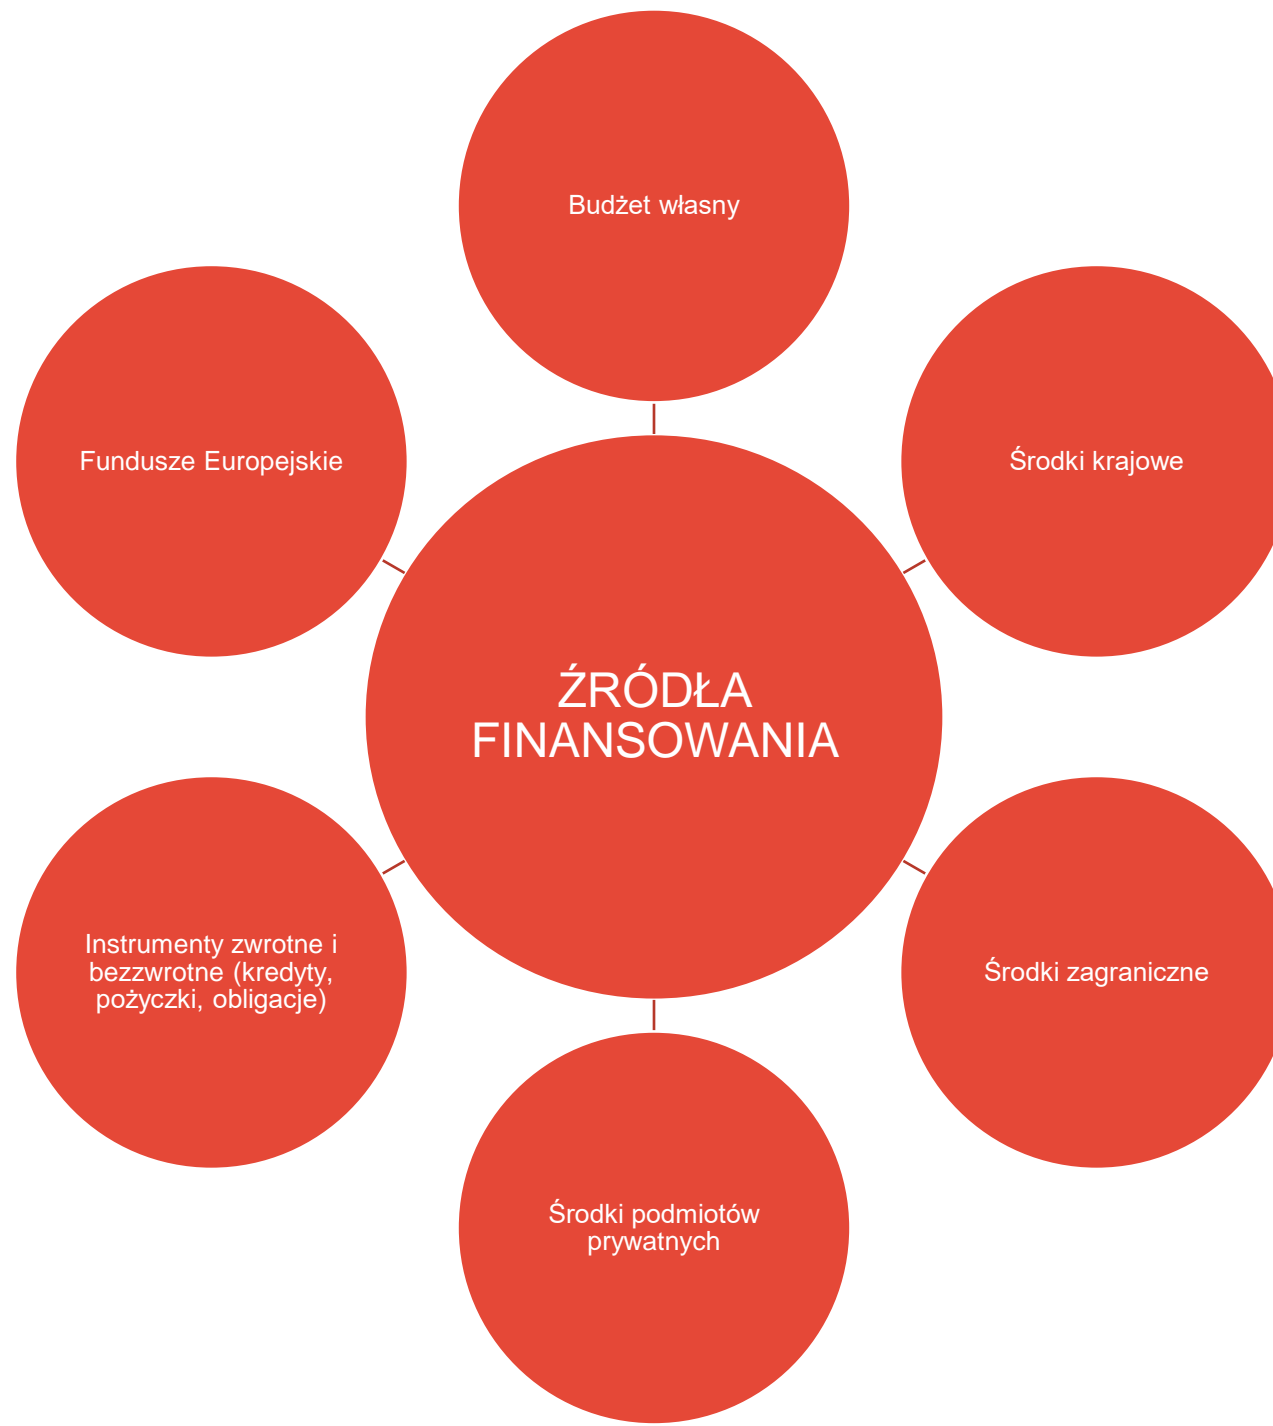 Budżet własny
Fundusze Europejskie
Środki krajowe
ŹRÓDŁA
FINANSOWANIA
Instrumenty zwrotne i
bezzwrotne (kredyty,
pożyczki, obligacje)
Środki zagraniczne
Środki podmiotów
prywatnych